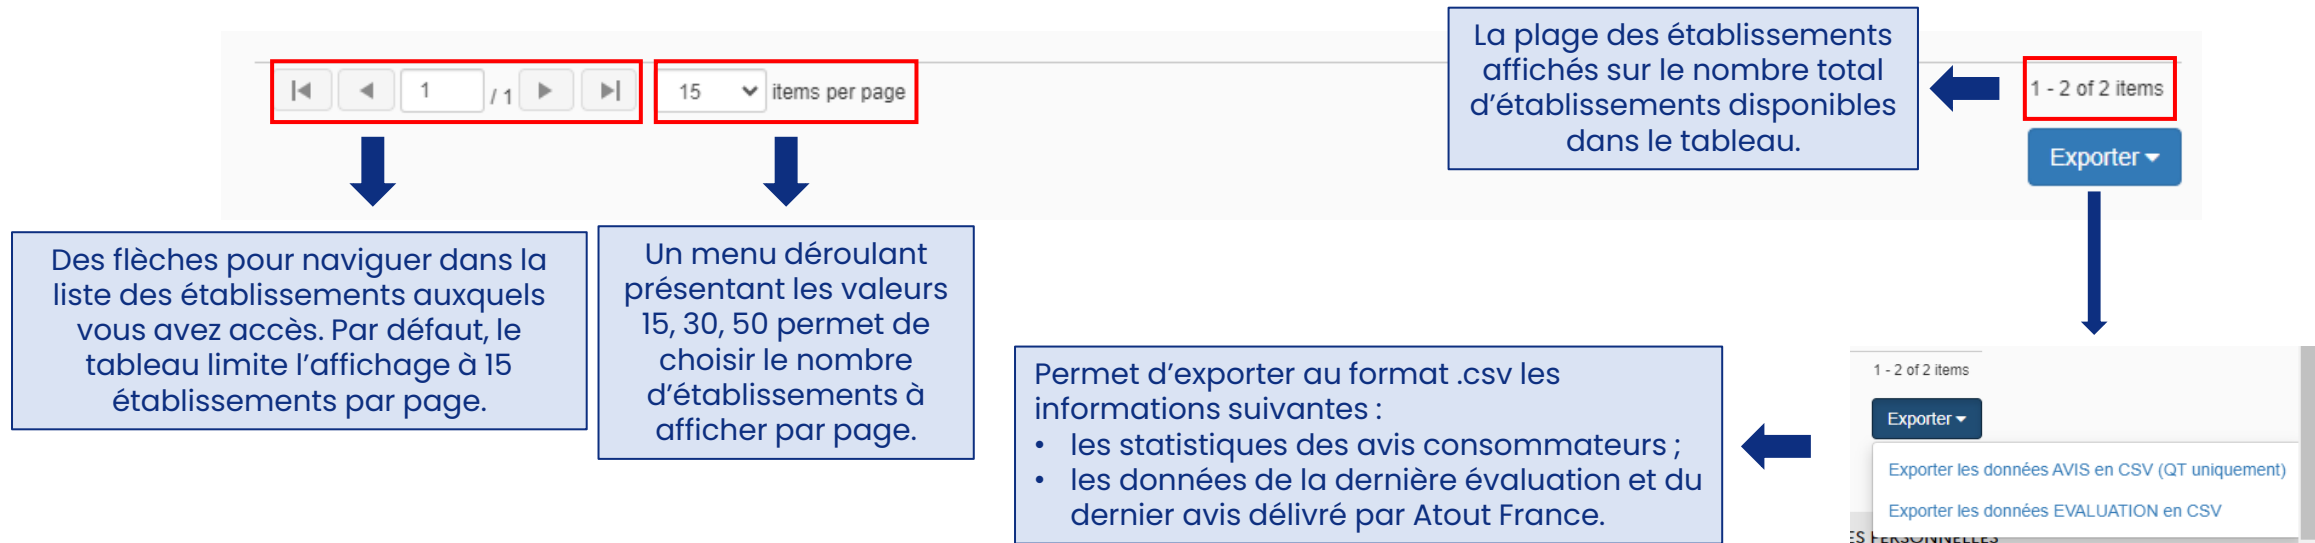 La plage des établissements
affichés sur le nombre total
d’établissements disponibles
dans le tableau.
1 / 1
15 items per page
1 - 2 of 2 items
Exporter
Des flèches pour naviguer dans la
liste des établissements auxquels
vous avez accès. Par défaut, le
tableau limite l’affichage à 15
établissements par page.
Un menu déroulant
présentant les valeurs
15, 30, 50 permet de
choisir le nombre
d’établissements à
afficher par page.
Permet d’exporter au format .csv les
informations suivantes :
• les statistiques des avis consommateurs ;
• les données de la dernière évaluation et du
dernier avis délivré par Atout France.
1 - 2 of 2 items
Exporter
Exporter les données AVIS en CSV (QT uniquement)
Exporter les données EVALUATION en CSV
ES PERSONNELLES